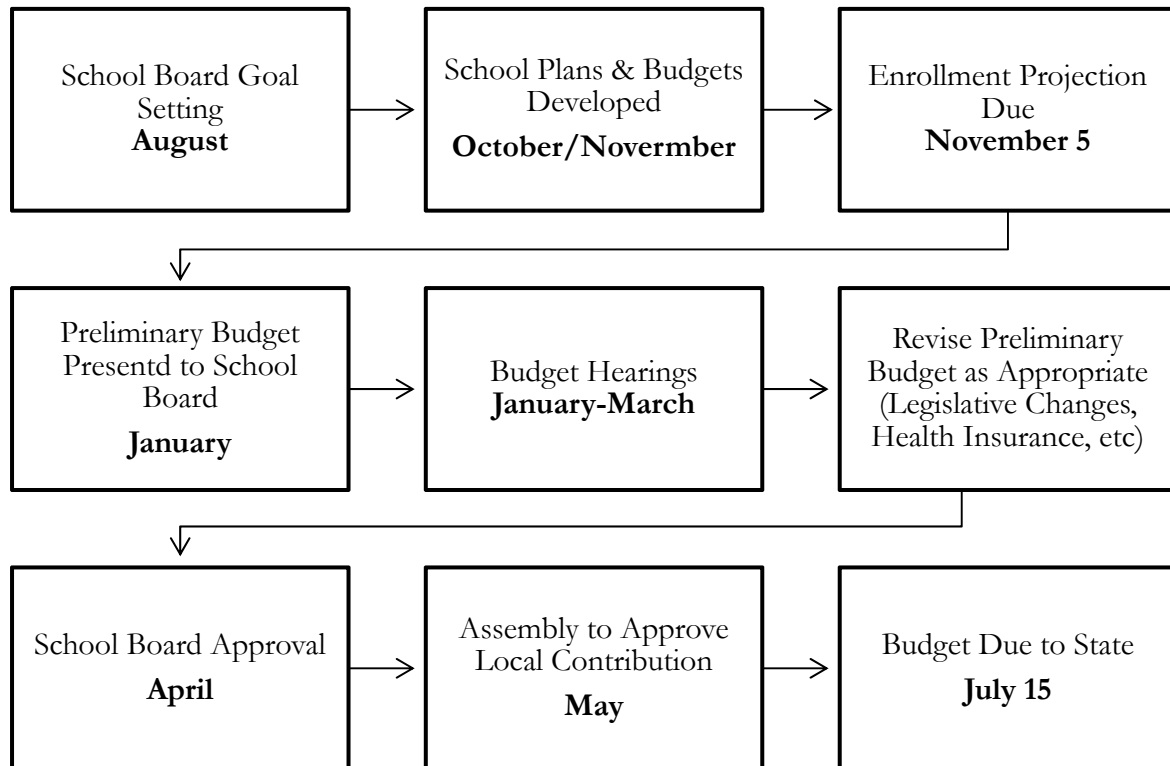 School Board Goal
Setting
August
School Plans & Budgets
Developed
October/Novermber
Enrollment Projection
Due
November 5
Preliminary Budget
Presentd to School
Board
January
Budget Hearings
January-March
Revise Preliminary
Budget as Appropriate
(Legislative Changes,
Health Insurance, etc)
School Board Approval
April
Assembly to Approve
Local Contribution
May
Budget Due to State
July 15